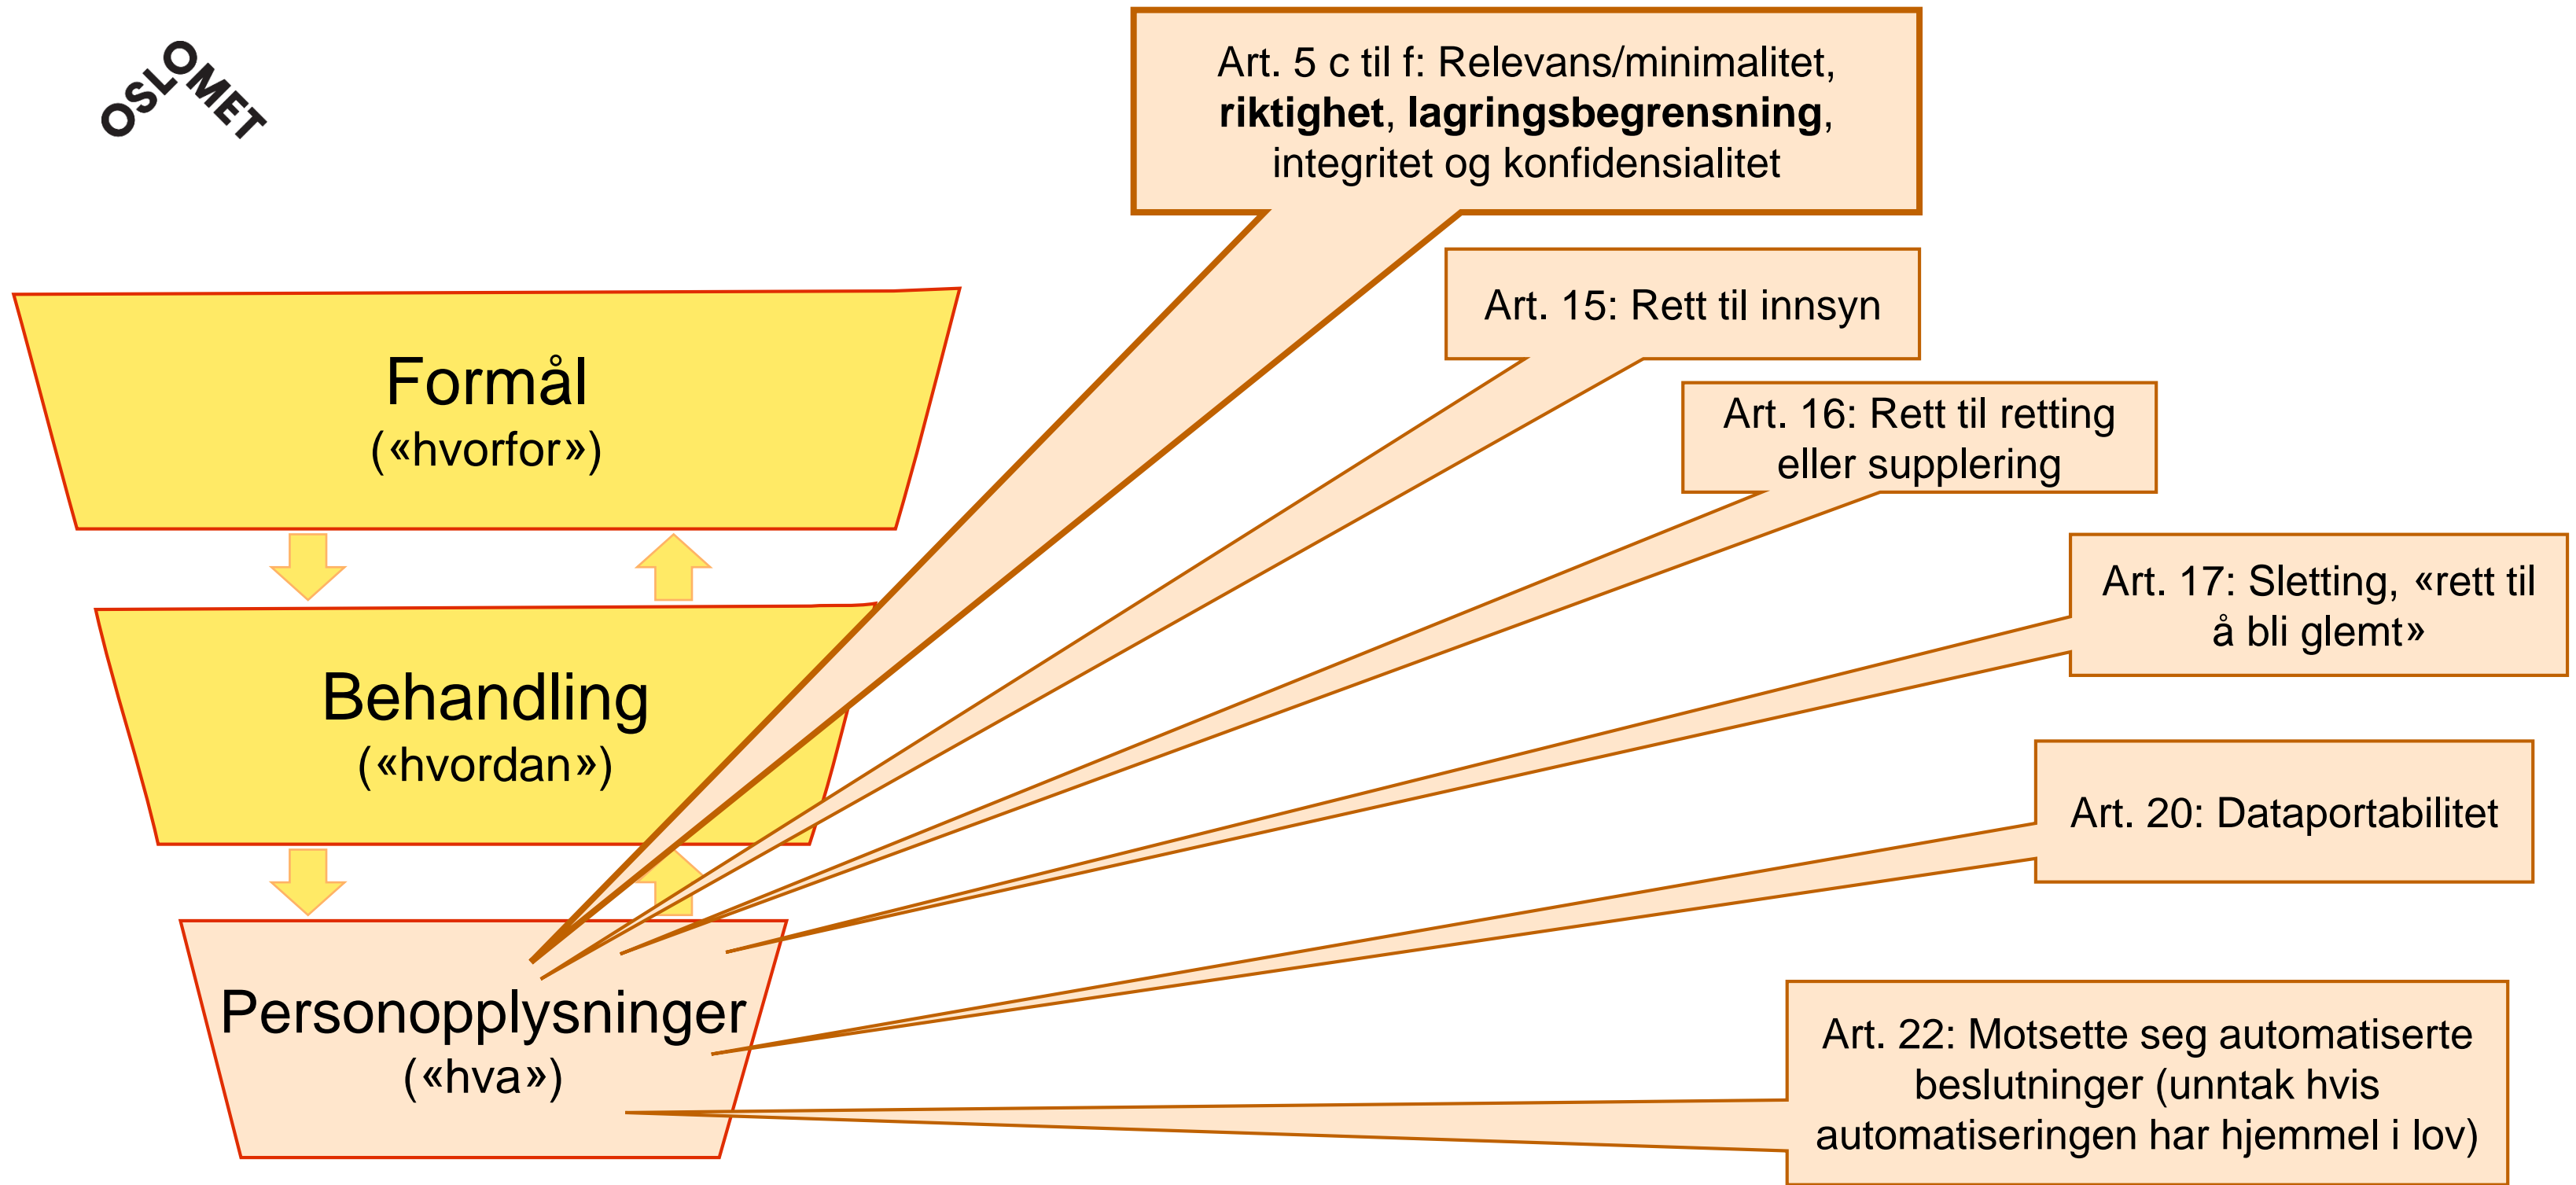 OSLOMET
Art. 5 c til f: Relevans/minimalitet,
riktighet, lagringsbegrensning,
integritet og konfidensialitet
Art. 15: Rett til innsyn
Formål
(«hvorfor»)
Art. 16: Rett til retting
eller supplering
Art. 17: Sletting, «rett til
å bli glemt»
Behandling
(«hvordan»)
Art. 20: Dataportabilitet
Personopplysninger
(«hva»)
Art. 22: Motsette seg automatiserte
beslutninger (unntak hvis
automatiseringen har hjemmel i lov)